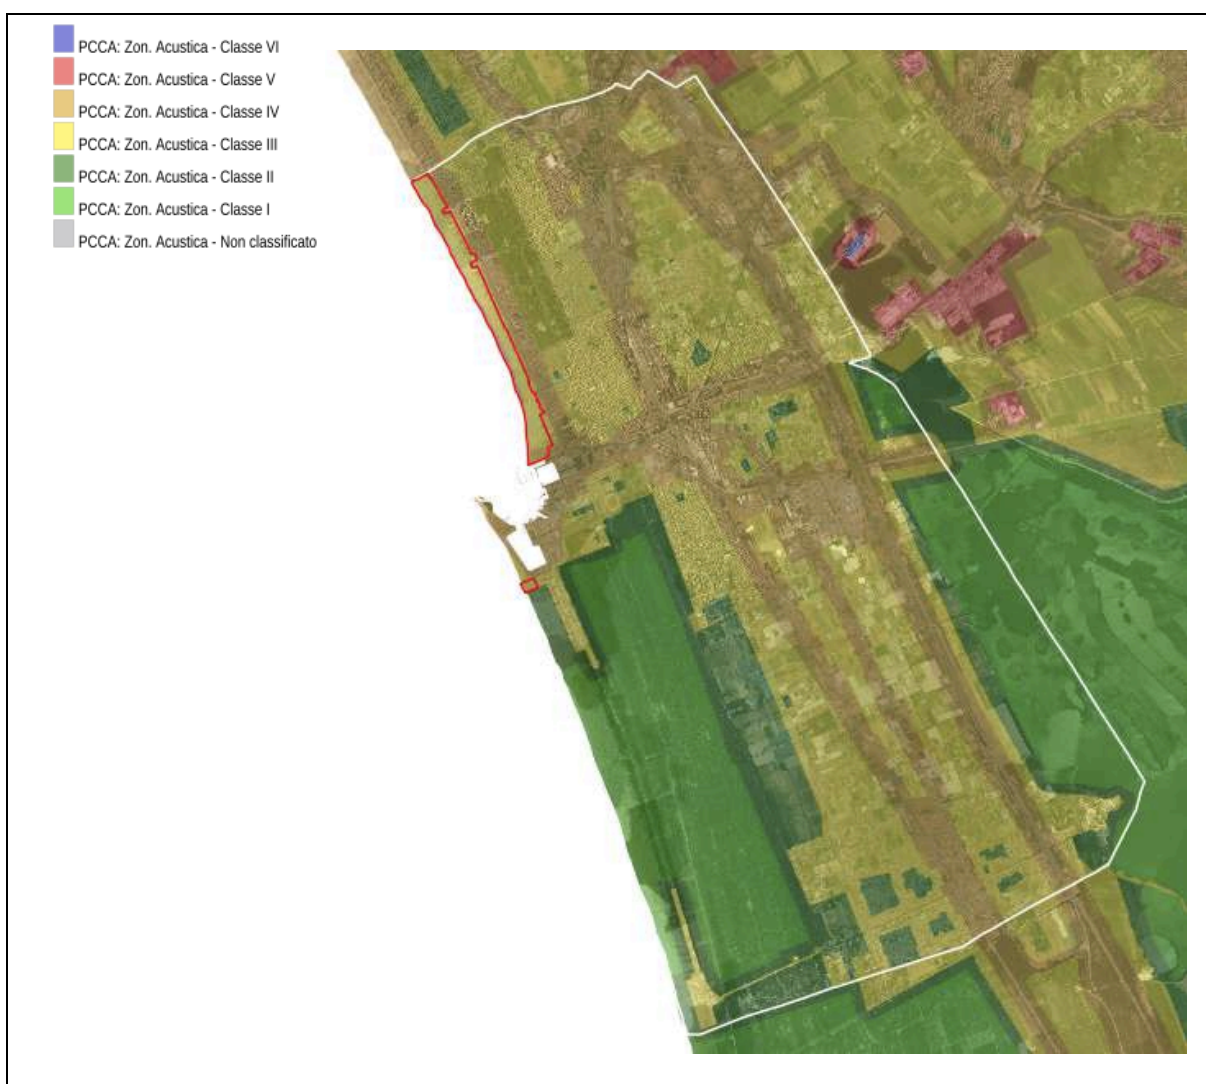 PCCA: Zon. Acustica - Classe VI
PCCA: Zon. Acustica - Classe V
PCCA: Zon. Acustica - Classe IV
PCCA: Zon. Acustica - Classe III
PCCA: Zon. Acustica - Classe II
PCCA: Zon. Acustica - Classe I
PCCA: Zon. Acustica - Non classificato